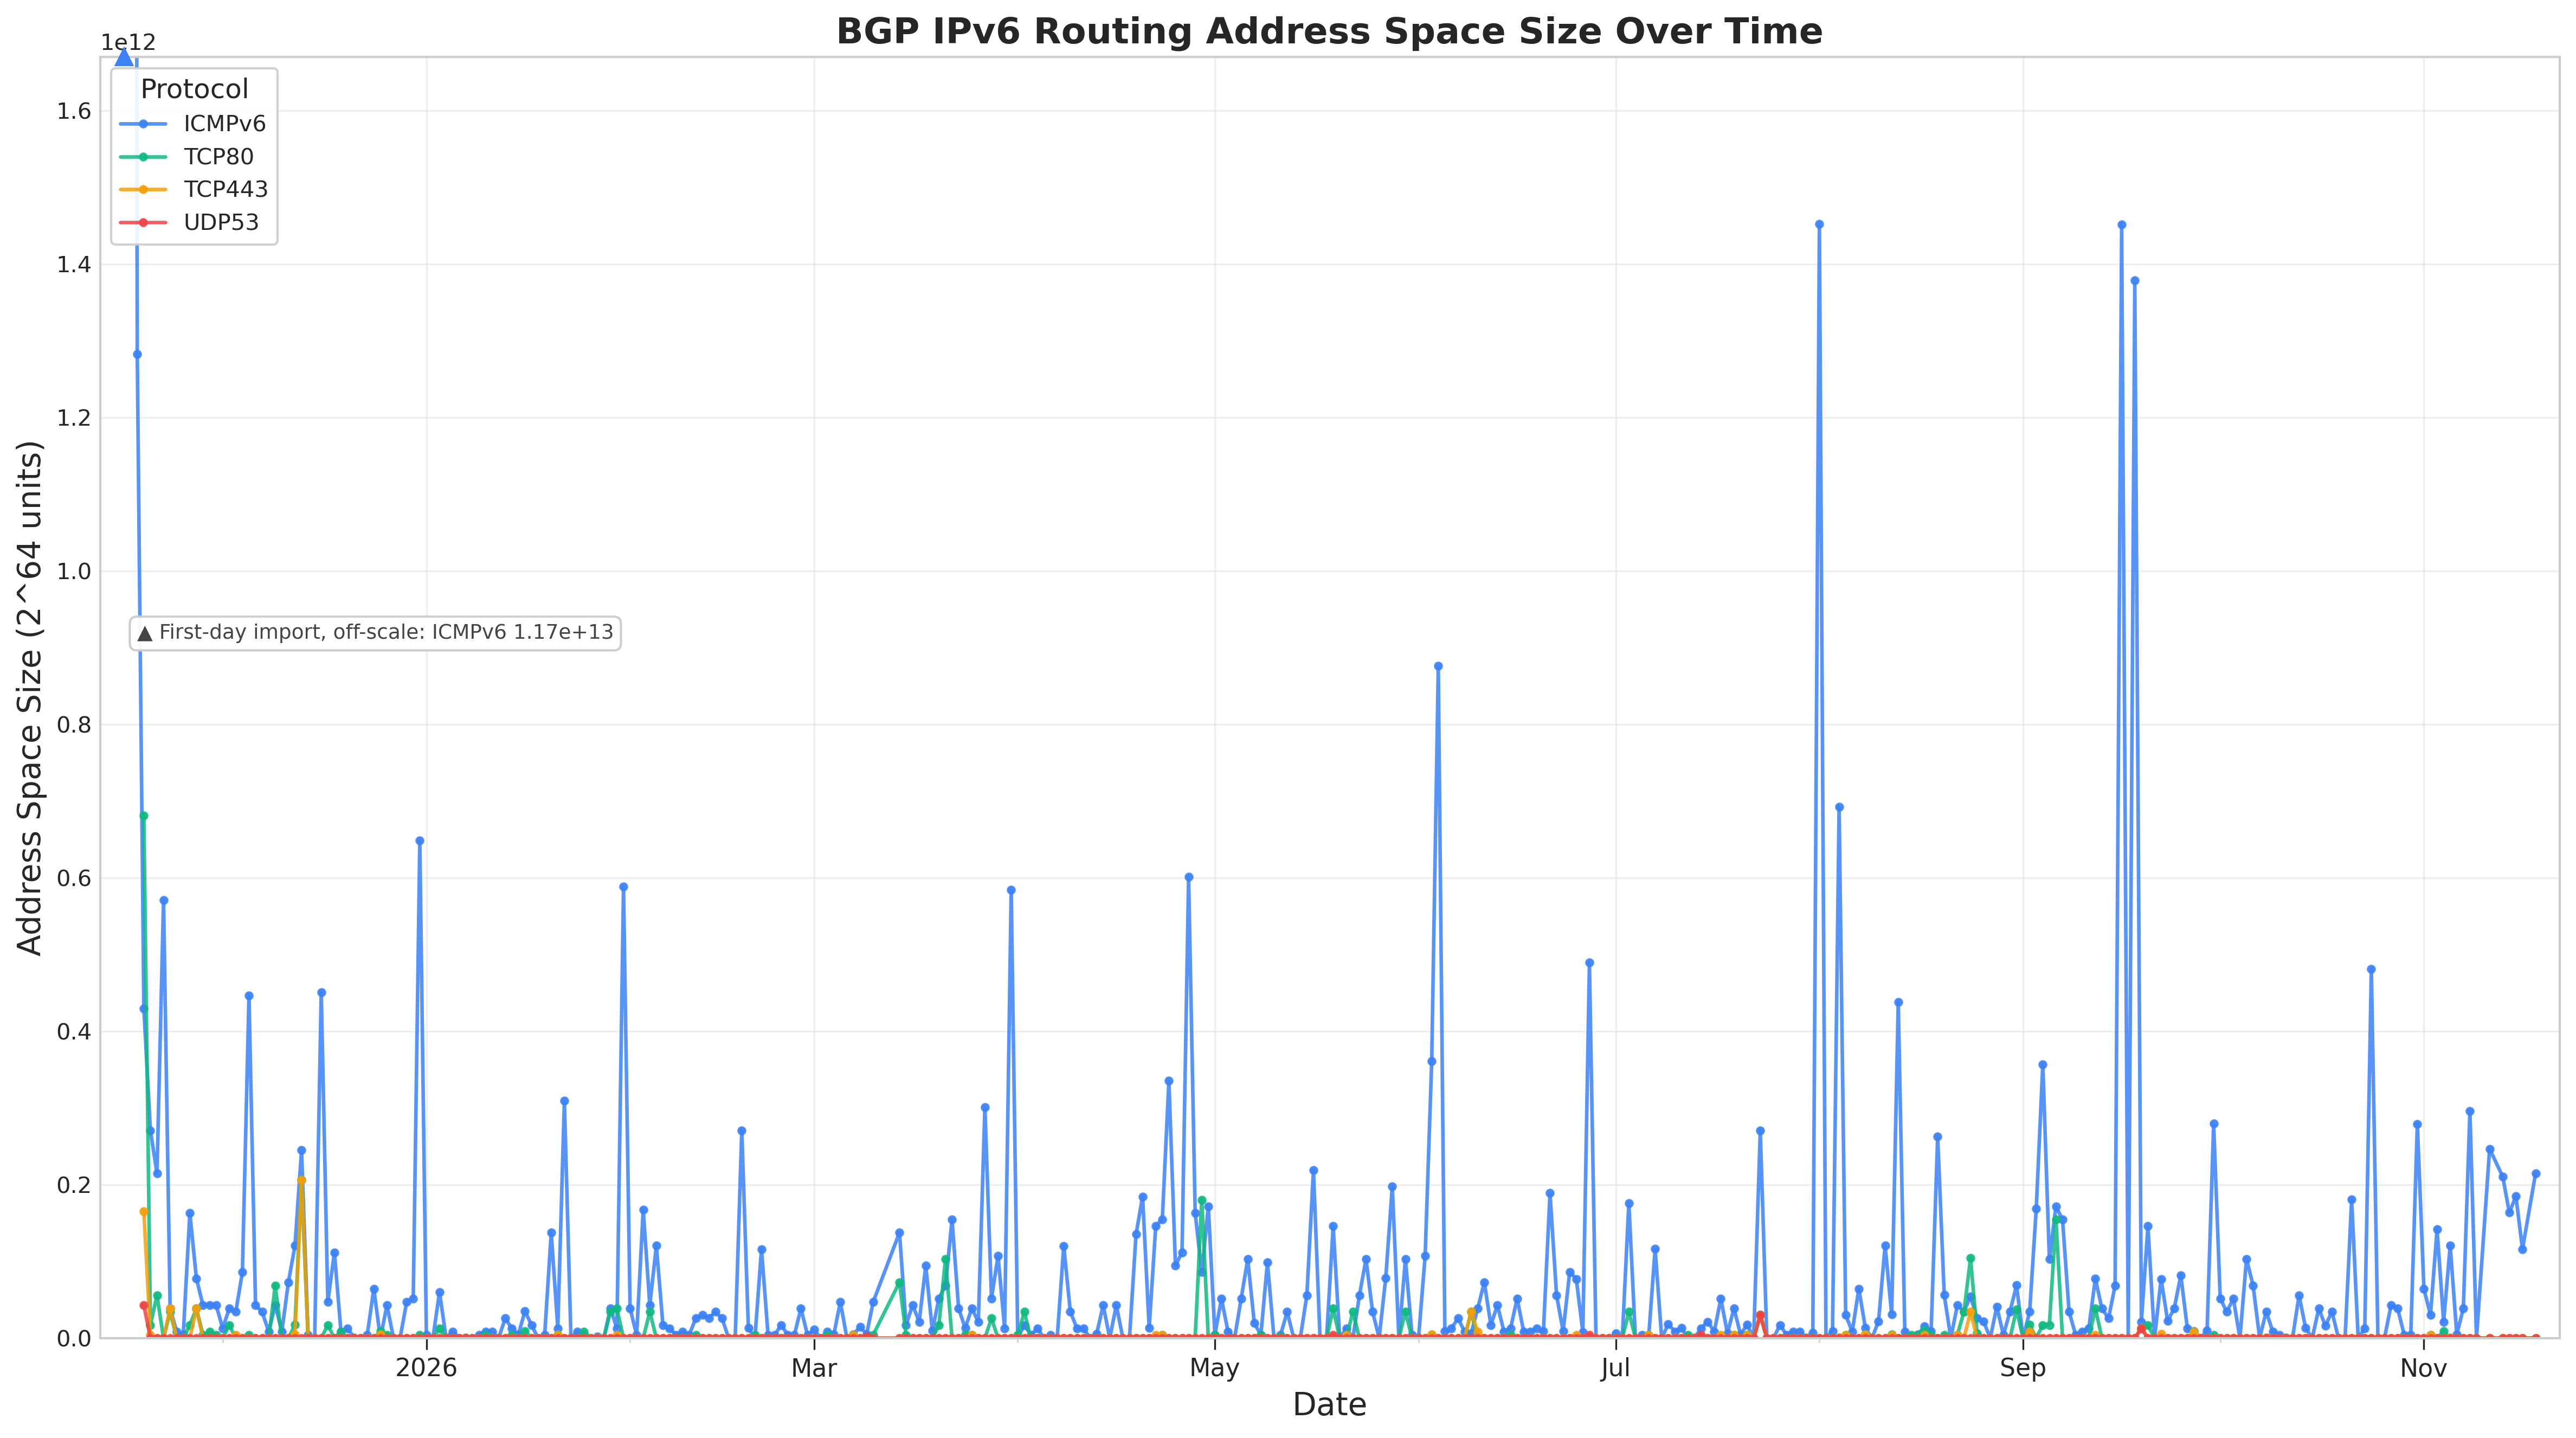 BGP IPv6 Routing Address Space Size Over Time
1e12
Protocol
ICMPv6
TCP80
TCP443
UDP53
1.6
1.4
1.2
1.0
0.8
0.6
0.4
0.2
0.0
Address Space Size (2^64 units)
▲ First-day import, off-scale: ICMPv6 1.17e+13
2026
Mar
May
Jul
Sep
Nov
Date